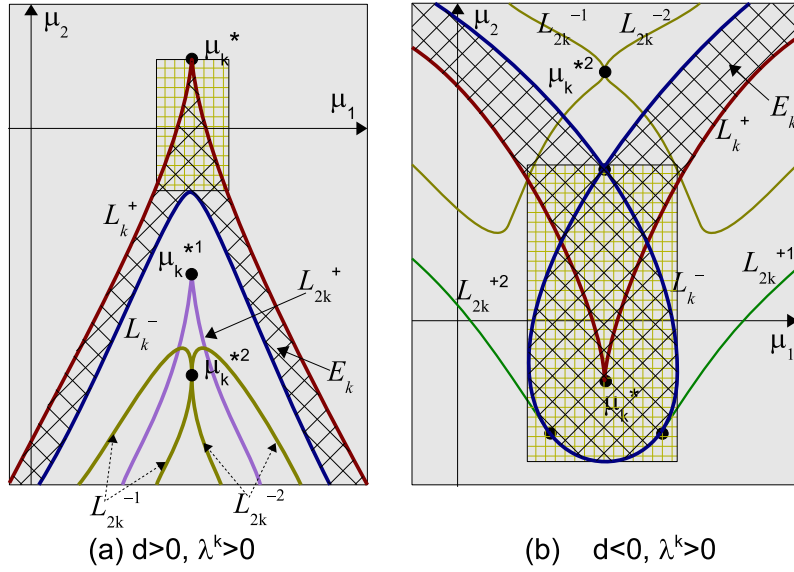 μ₂
μₖ*
μ₁
Lₖ⁺
μₖ*¹
L₂ₖ⁺
Lₖ⁻
μₖ*²
Eₖ
L₂ₖ⁻¹
L₂ₖ⁻²
(a) d>0, λᵏ>0
μ₂
L₂ₖ⁻¹
L₂ₖ⁻²
μₖ*²
Eₖ
Lₖ⁺
L₂ₖ⁺²
Lₖ⁻
L₂ₖ⁺¹
μ₁
μₖ*
(b) d<0, λᵏ>0